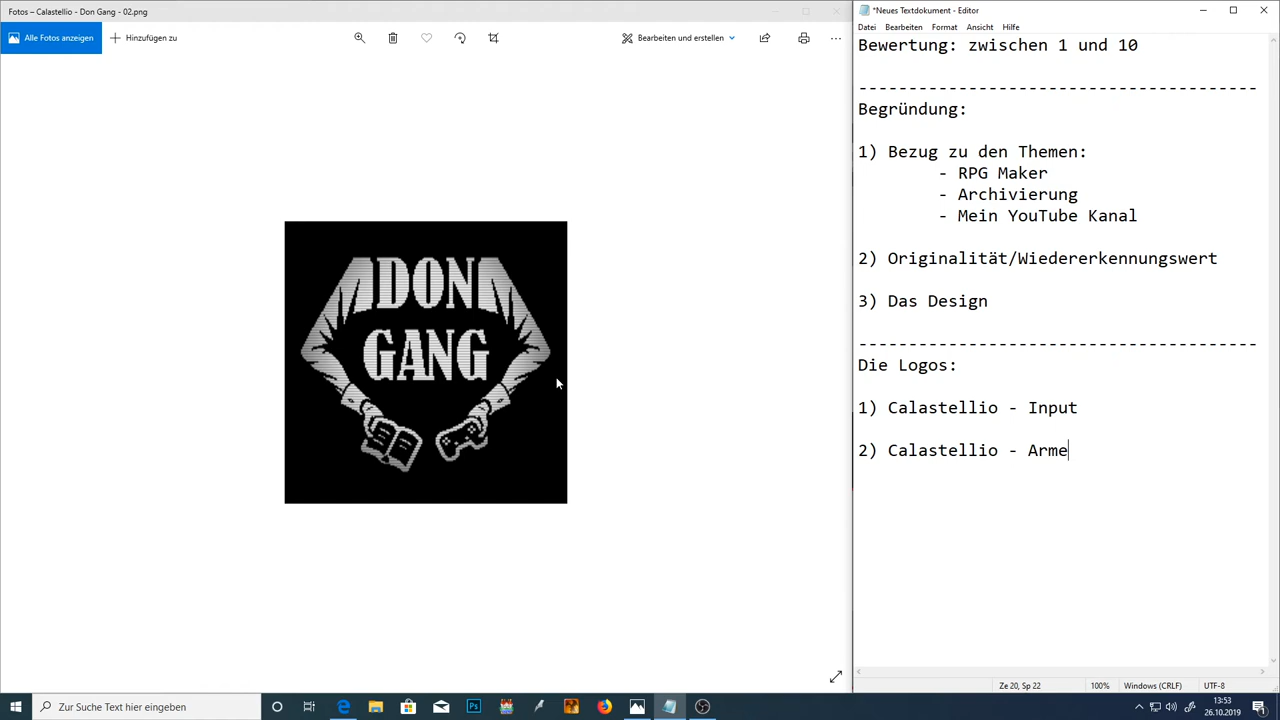 Fotos – Calastellio - Don Gang - 02.png
Alle Fotos anzeigen
Hinzufügen zu
Bearbeiten und erstellen
DON
GANG
*Neues Textdokument - Editor
Datei Bearbeiten Format Ansicht Hilfe
Bewertung: zwischen 1 und 10
----------------------------------------
Begründung:
1) Bezug zu den Themen:
- RPG Maker
- Archivierung
- Mein YouTube Kanal
2) Originalität/Wiedererkennungswert
3) Das Design
----------------------------------------
Die Logos:
1) Calastellio - Input
2) Calastellio - Arme
Ze 20, Sp 22 100% Windows (CRLF) UTF-8
Zur Suche Text hier eingeben
Ps
13:53
26.10.2019
1